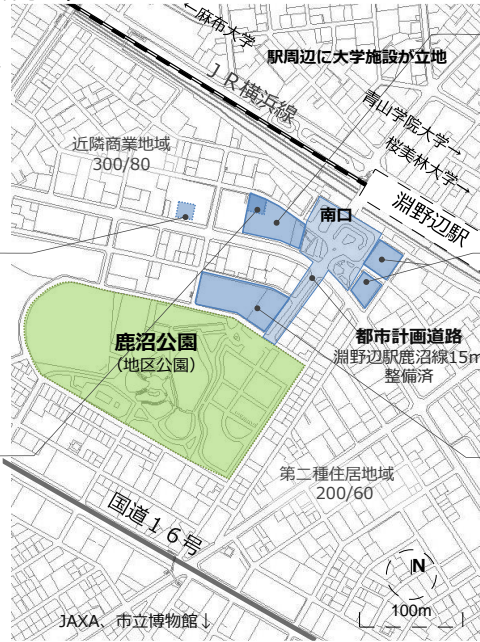 ←麻布大学
駅周辺に大学施設が立地
JR横浜線
青山学院大学→
桜美林大学→
近隣商業地域
300/80
南口
淵野辺駅
鹿沼公園
(地区公園)
都市計画道路
淵野辺駅鹿沼線15m
整備済
第二種住居地域
200/60
国道16号
N
100m
JAXA、市立博物館↓